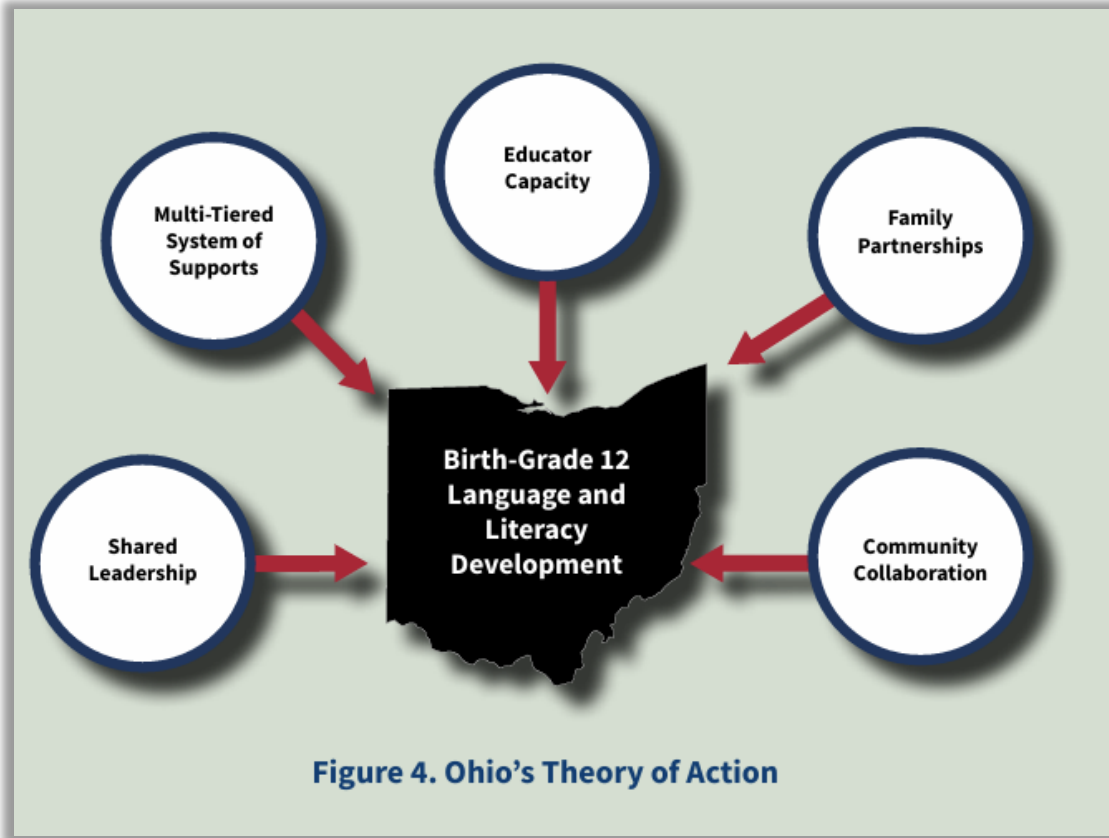 Educator
Capacity
Multi-Tiered
System of
Supports
Family
Partnerships
Birth-Grade 12
Language and
Literacy
Development
Shared
Leadership
Community
Collaboration
Figure 4. Ohio’s Theory of Action